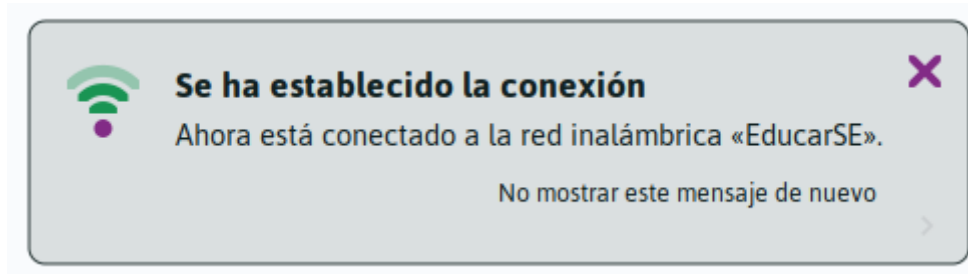 Se ha establecido la conexión
Ahora está conectado a la red inalámbrica «EducarSE».
No mostrar este mensaje de nuevo